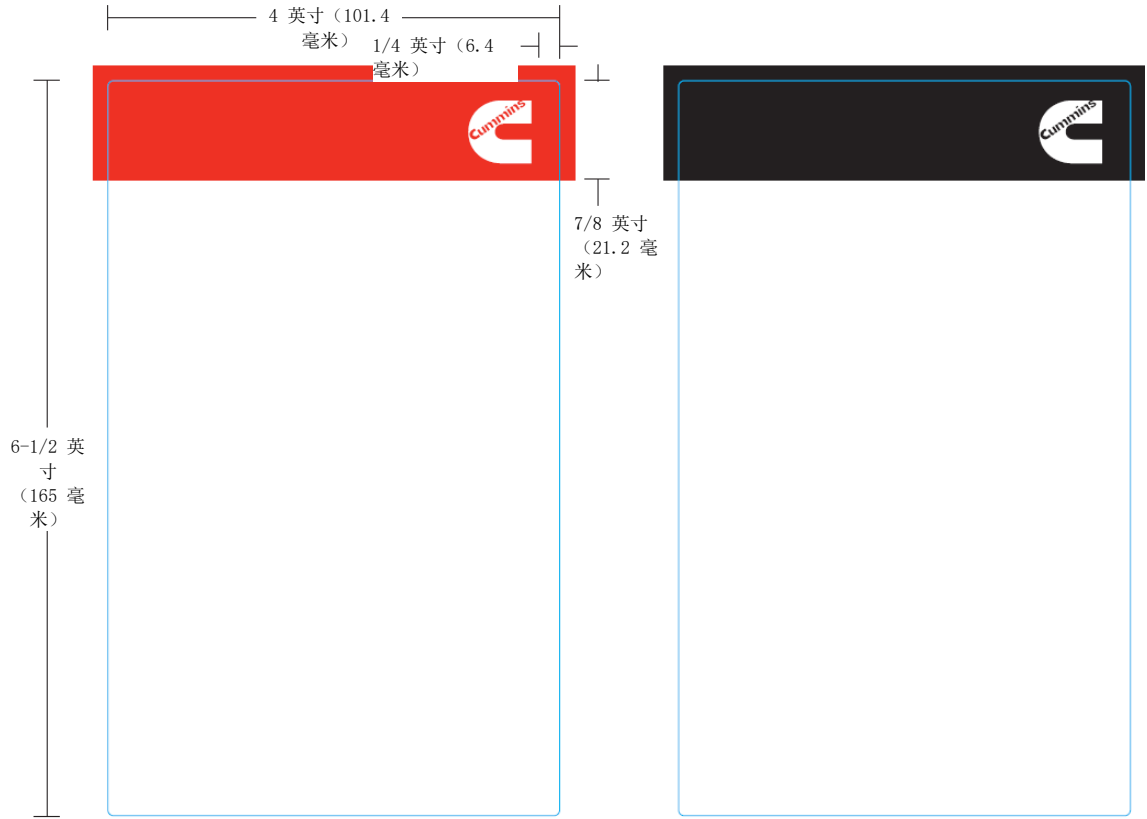 4 英寸（101.4
毫米）
1/4 英寸（6.4
毫米）
Cummins
Cummins
7/8 英寸
（21.2 毫
米）
6-1/2 英
寸
（165 毫
米）